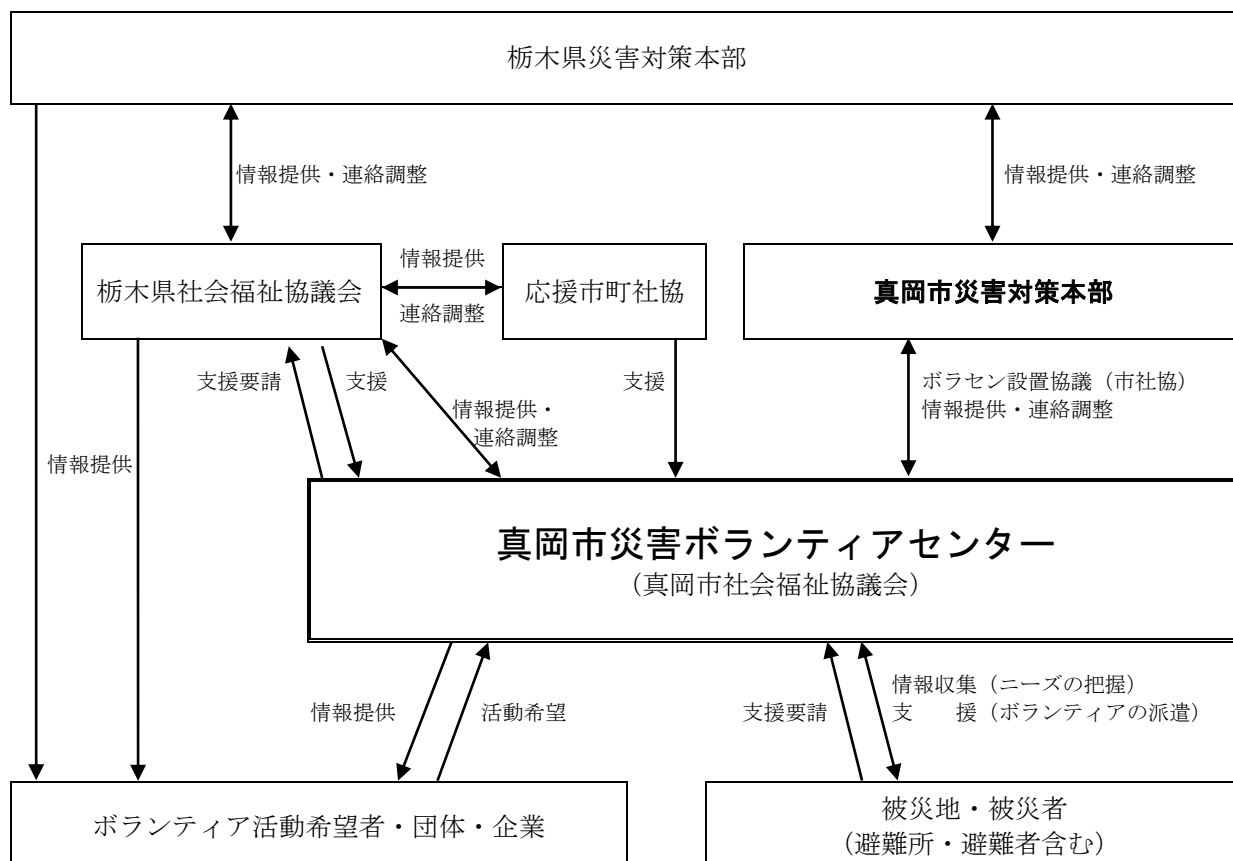 栃木県災害対策本部
情報提供・連絡調整
情報提供・連絡調整
栃木県社会福祉協議会
情報提供
連絡調整
応援市町社協
真岡市災害対策本部
支援要請
支援
情報提供・
連絡調整
支援
ボラセン設置協議（市社協）
情報提供・連絡調整
情報提供
真岡市災害ボランティアセンター
（真岡市社会福祉協議会）
情報提供
活動希望
支援要請
情報収集（ニーズの把握）
支　　援（ボランティアの派遣）
ボランティア活動希望者・団体・企業
被災地・被災者
（避難所・避難者含む）